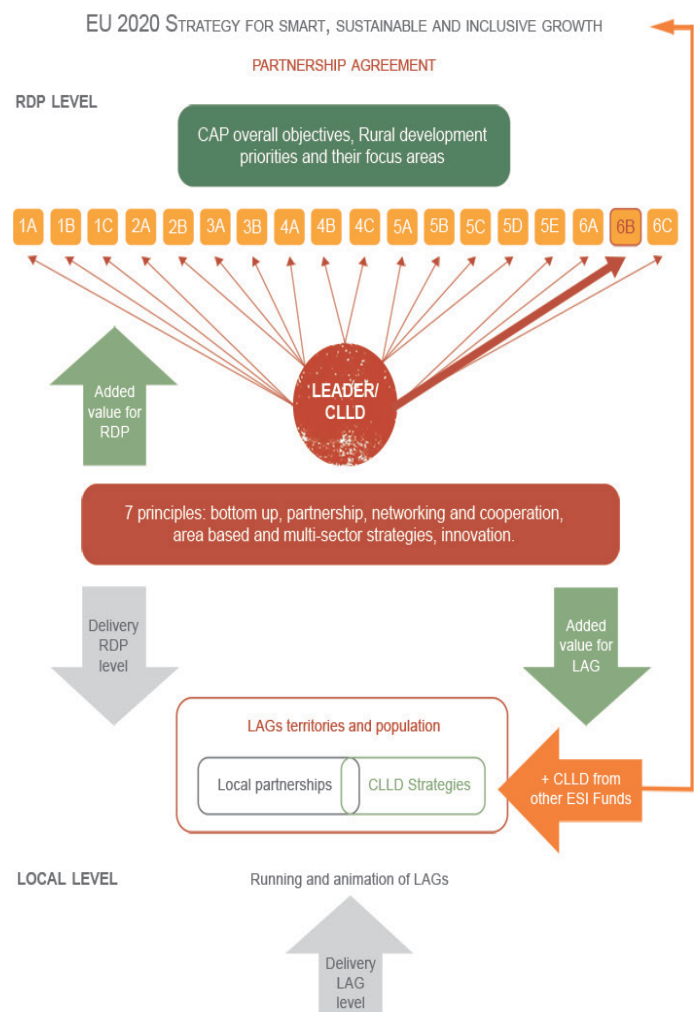 EU 2020 STRATEGY FOR SMART, SUSTAINABLE AND INCLUSIVE GROWTH
PARTNERSHIP AGREEMENT
RDP LEVEL
CAP overall objectives, Rural development
priorities and their focus areas
1A 1B 1C 2A 2B 3A 3B 4A 4B 4C 5A 5B 5C 5D 5E 6A 6B 6C
LEADER/
CLLD
Added
value for
RDP
7 principles: bottom up, partnership, networking and cooperation,
area based and multi-sector strategies, innovation.
Delivery
RDP
level
Added
value for
LAG
LAGs territories and population
Local partnerships
CLLD Strategies
+ CLLD from
other ESI Funds
LOCAL LEVEL
Running and animation of LAGs
Delivery
LAG
level